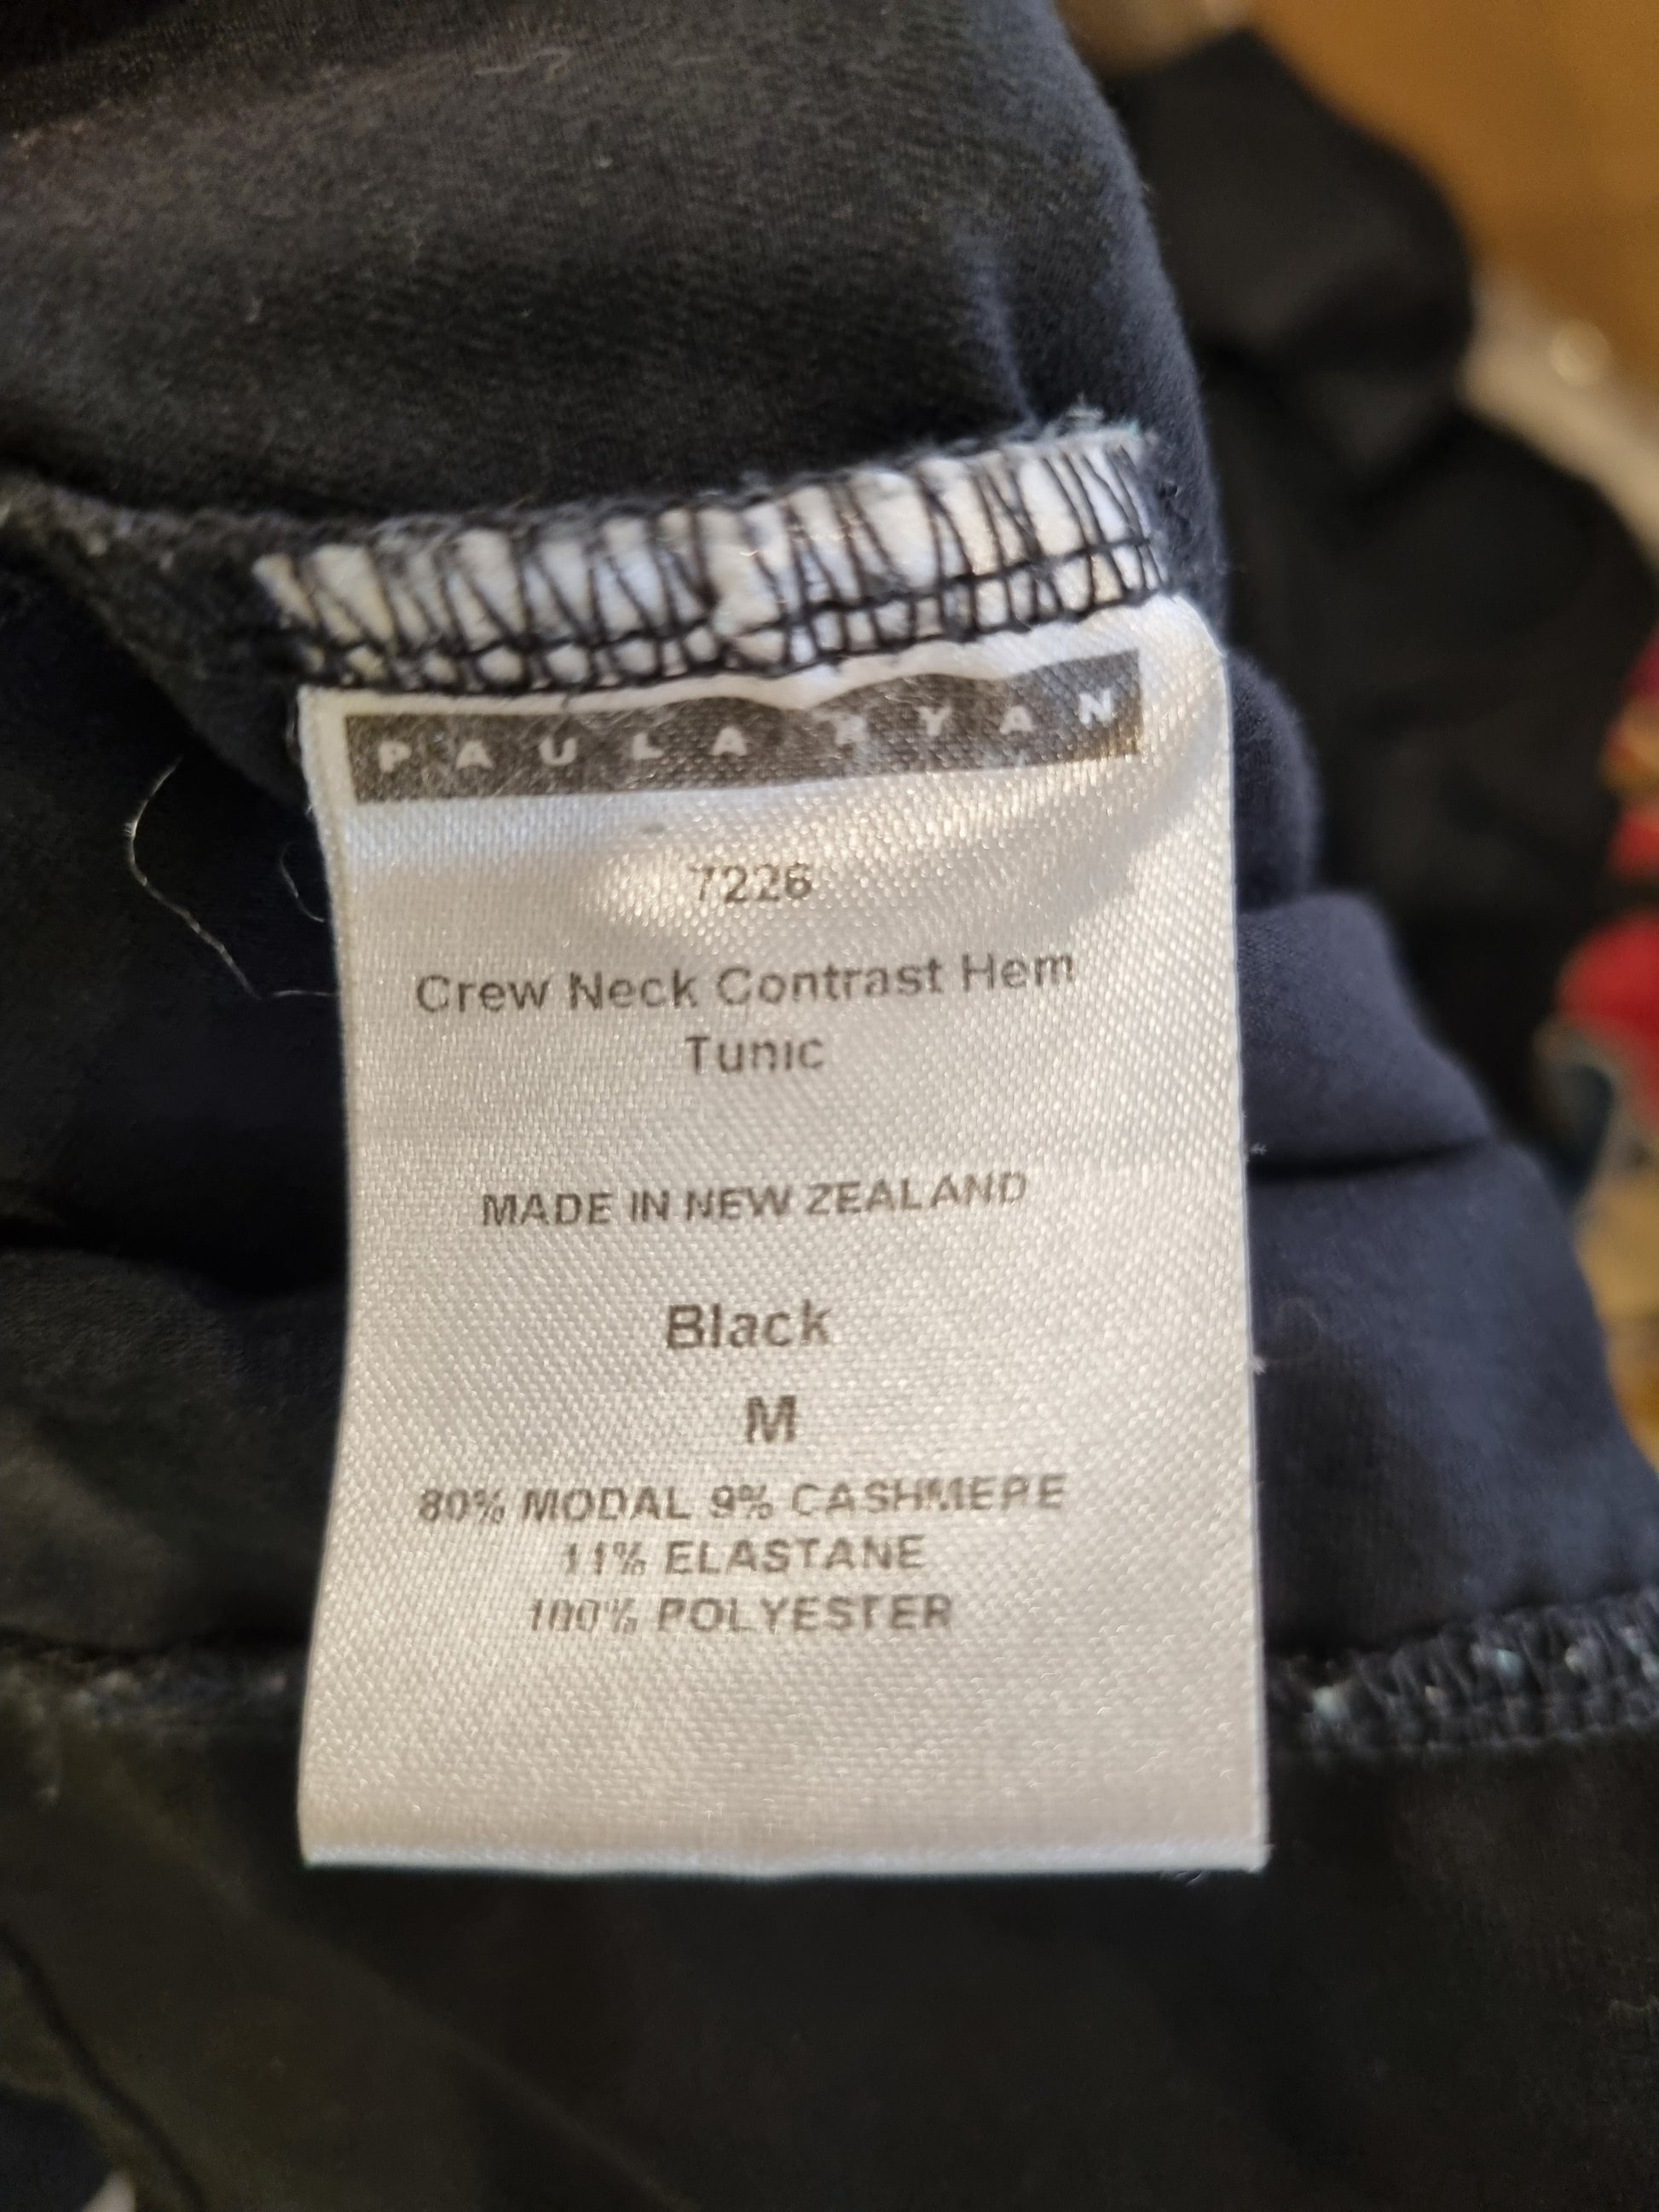 PAULA RYAN
7226
Crew Neck Contrast Hem
Tunic
MADE IN NEW ZEALAND
Black
M
80% MODAL 9% CASHMERE
11% ELASTANE
100% POLYESTER